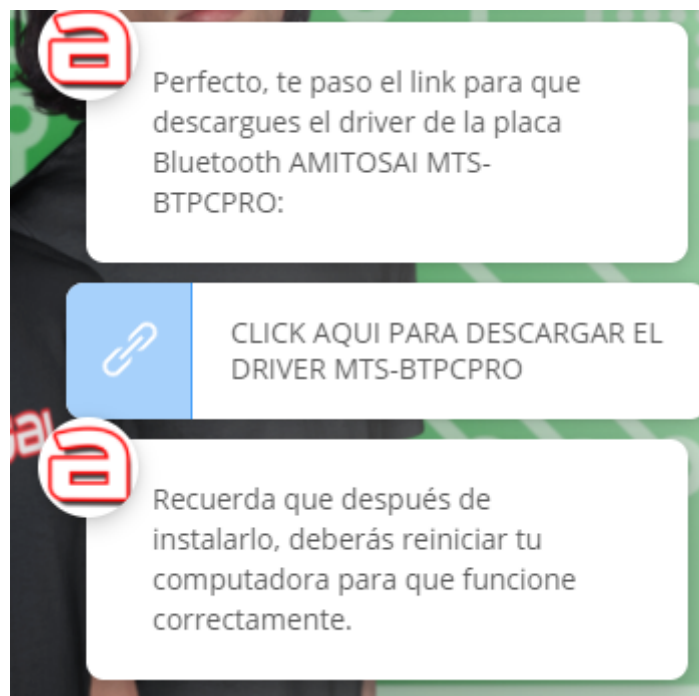 a
Perfecto, te paso el link para que
descargues el driver de la placa
Bluetooth AMITOSAI MTS-
BTPCPRO:
CLICK AQUI PARA DESCARGAR EL
DRIVER MTS-BTPCPRO
a
Recuerda que después de
instalarlo, deberás reiniciar tu
computadora para que funcione
correctamente.